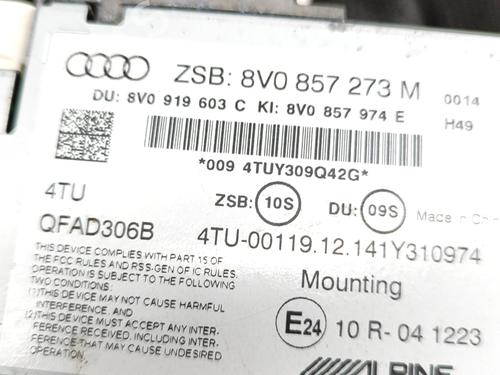 ZSB: 8V0 857 273 M
0014
DU: 8V0 919 603 C KI: 8V0 857 974 E
H49
*009 4TUY309Q42G*
4TU
ZSB: 10S DU: 09S Made in
QFAD306B
4TU-00119.12.141Y310974
THIS DEVICE COMPLIES WITH PART 15 OF
THE FCC RULES AND RSS-GEN OF IC RULES.
OPERATION IS SUBJECT TO THE FOLLOWING
TWO CONDITIONS:
(1)THIS DEVICE MAY NOT CAUSE HARMFUL
INTERFERENCE, AND
(2)THIS DEVICE MUST ACCEPT ANY INTER-
FERENCE RECEIVED, INCLUDING INTER-
FERENCE THAT MAY CAUSE UNDESIRED
OPERATION.
Mounting
E24 10 R- 04 1223
ALPINE